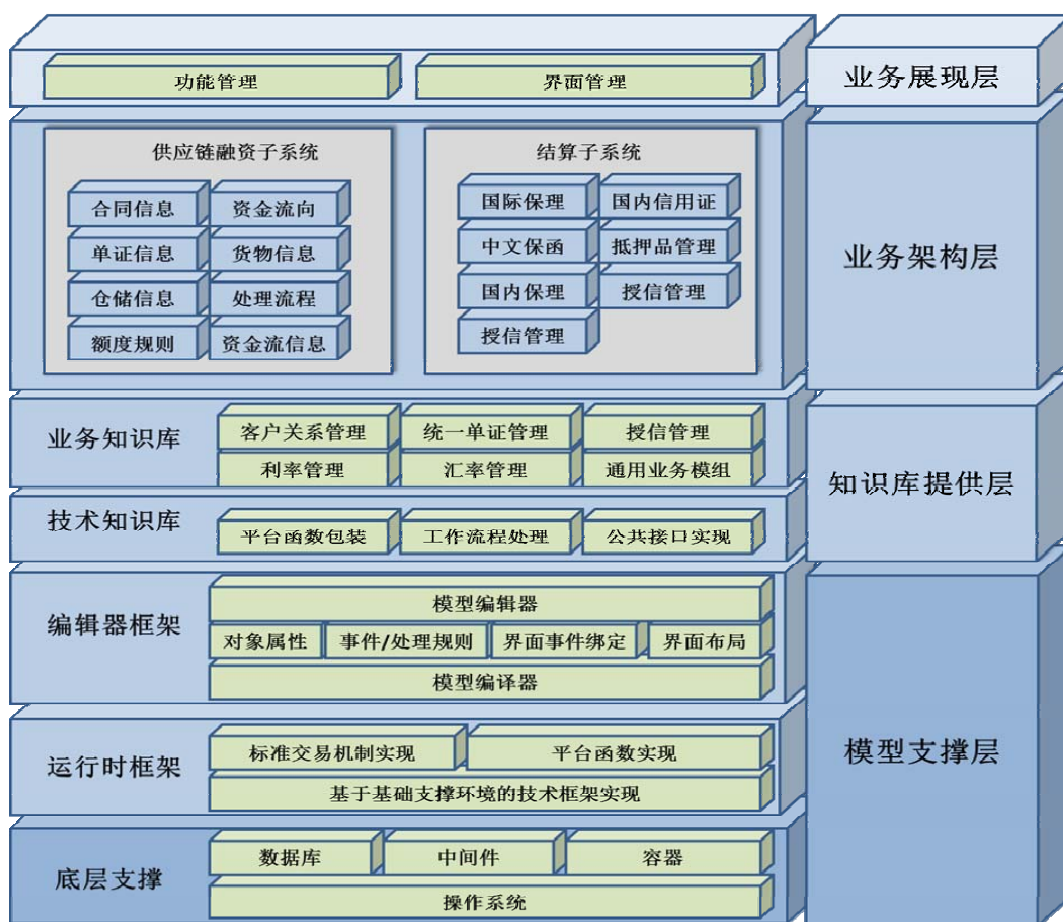 功能管理
界面管理
业务展现层
供应链融资子系统
合同信息
资金流向
单证信息
货物信息
仓储信息
处理流程
额度规则
资金流信息
结算子系统
国际保理
国内信用证
中文保函
抵押品管理
国内保理
授信管理
授信管理
业务架构层
业务知识库
客户关系管理
统一单证管理
授信管理
利率管理
汇率管理
通用业务模组
技术知识库
平台函数包装
工作流程处理
公共接口实现
知识库提供层
编辑器框架
模型编辑器
对象属性
事件/处理规则
界面事件绑定
界面布局
模型编译器
运行时框架
标准交易机制实现
平台函数实现
基于基础支撑环境的技术框架实现
底层支撑
数据库
中间件
容器
操作系统
模型支撑层